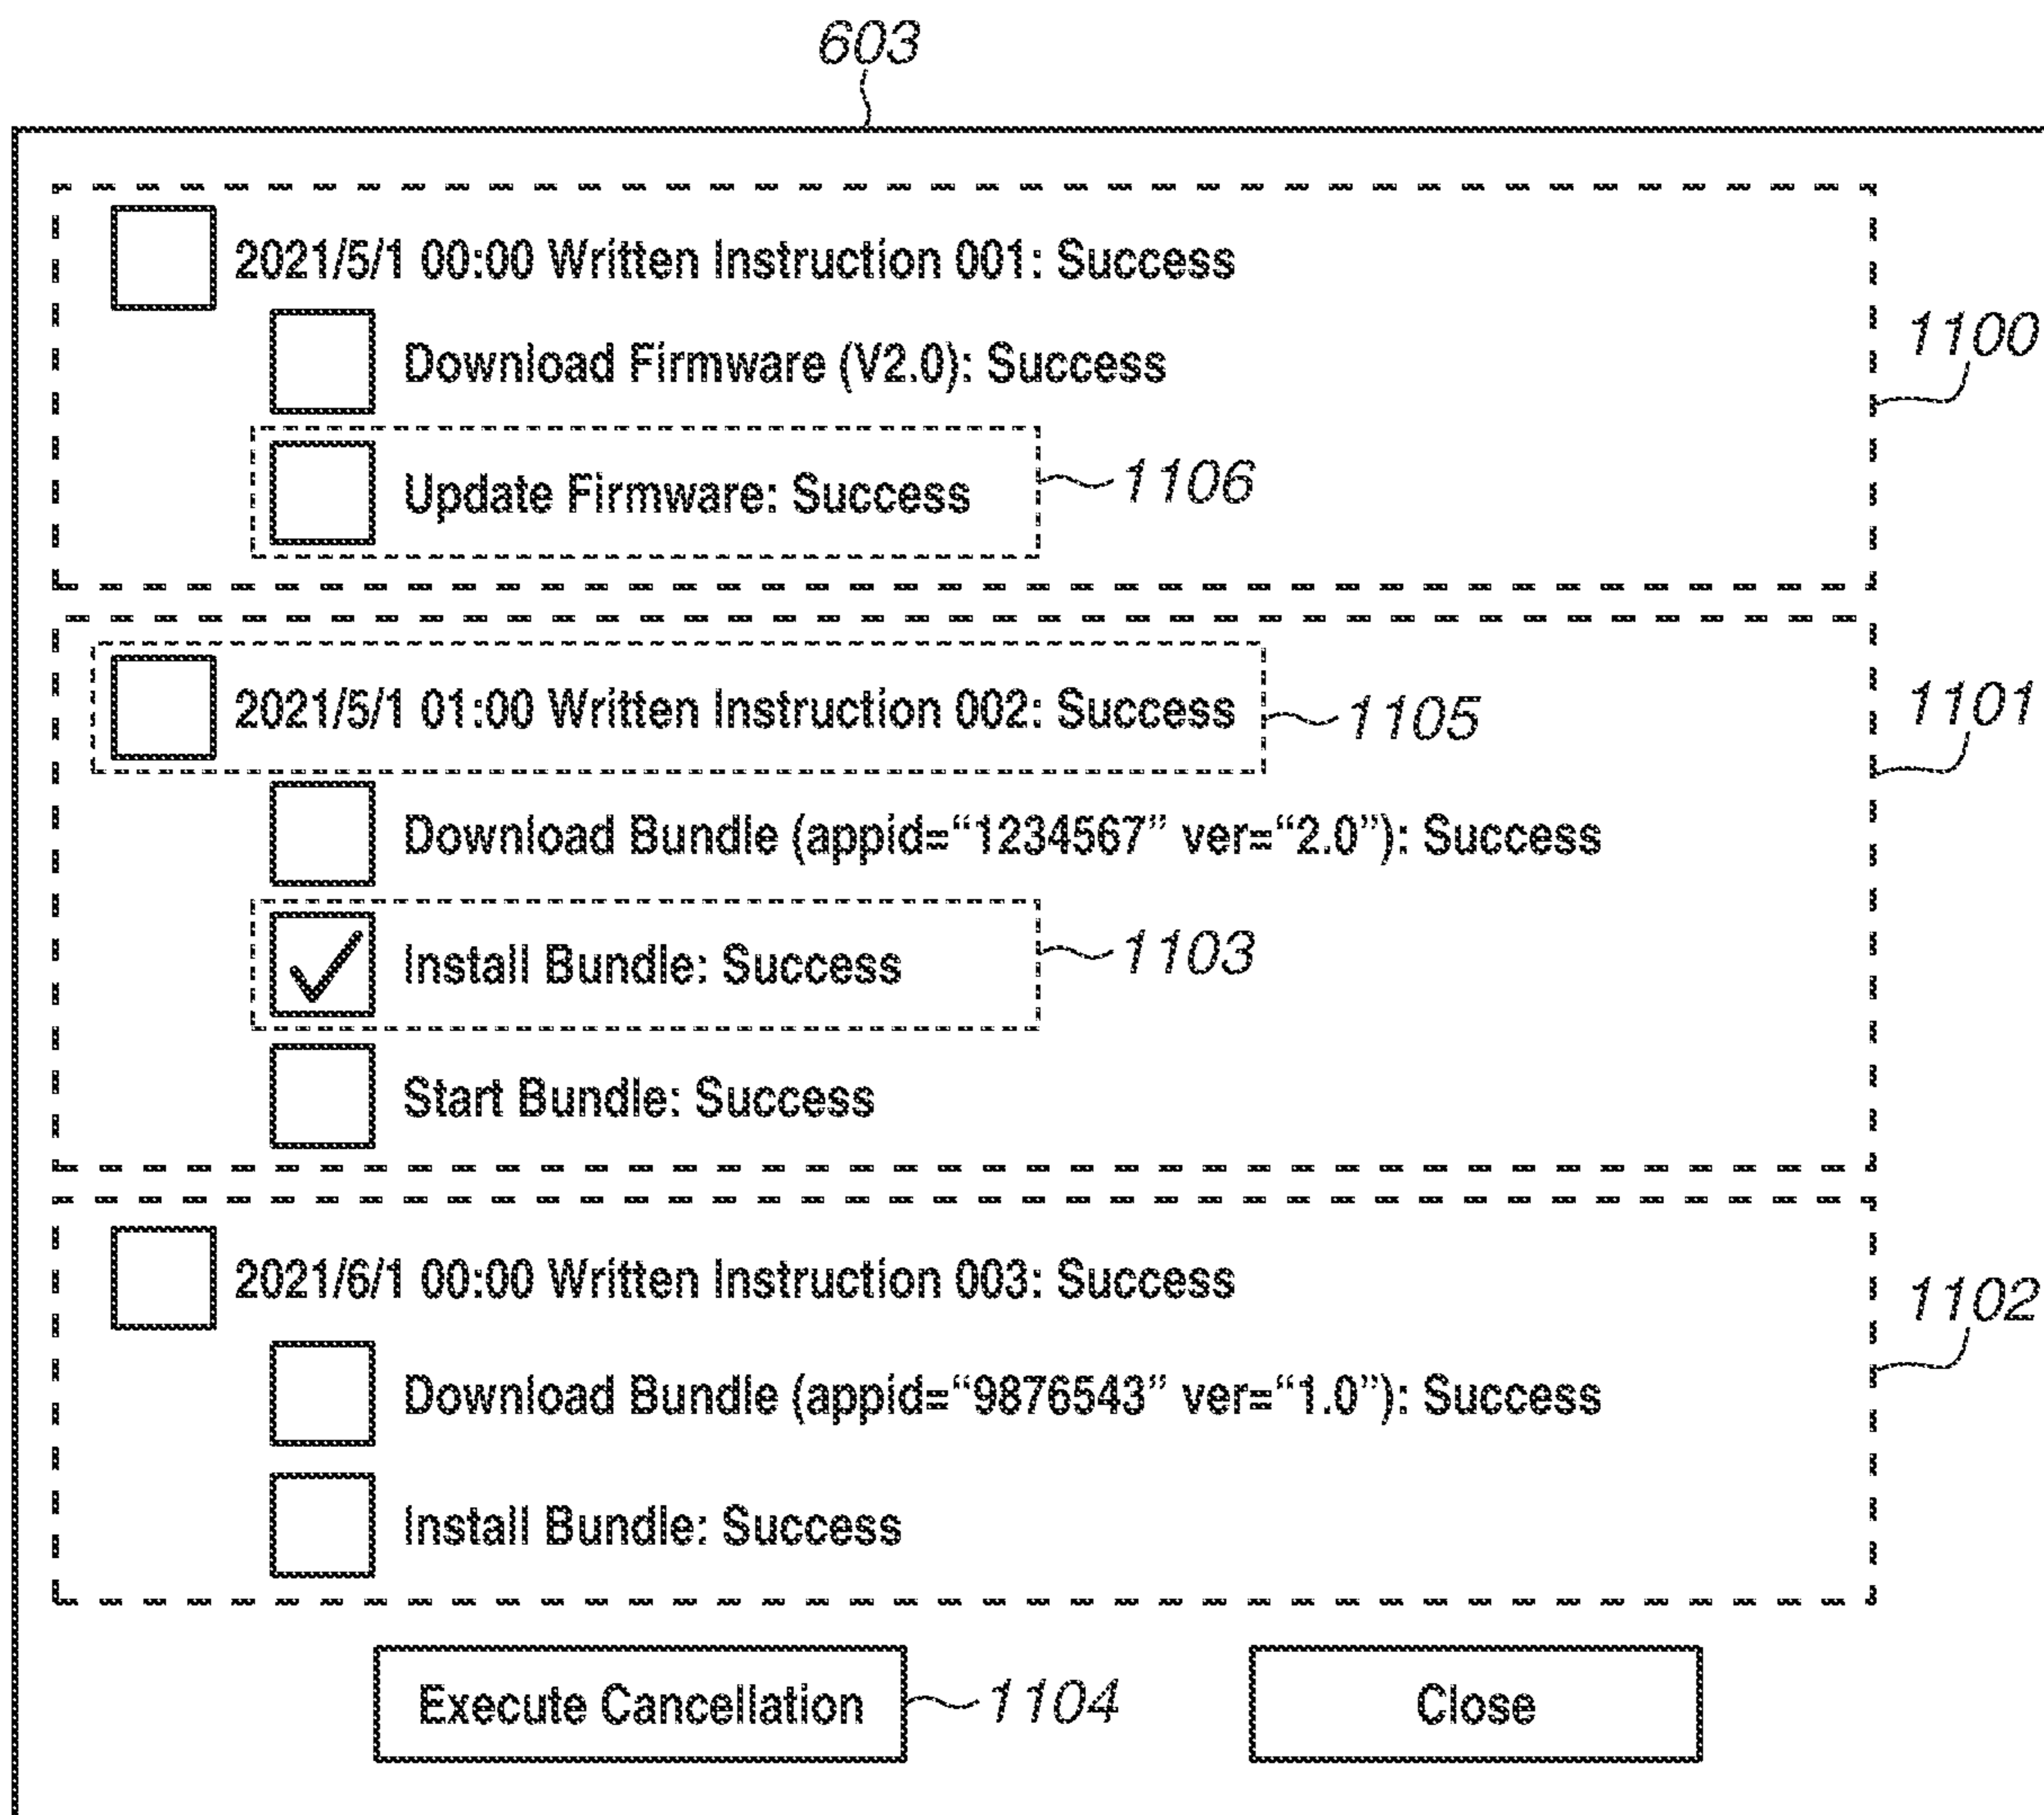 603
2021/5/1 00:00 Written Instruction 001: Success
Download Firmware (V2.0): Success
1100
Update Firmware: Success
1106
2021/5/1 01:00 Written Instruction 002: Success
1105
1101
Download Bundle (appid=“1234567” ver=“2.0”): Success
Install Bundle: Success
1103
Start Bundle: Success
2021/6/1 00:00 Written Instruction 003: Success
1102
Download Bundle (appid=“9876543” ver=“1.0”): Success
Install Bundle: Success
Execute Cancellation
1104
Close